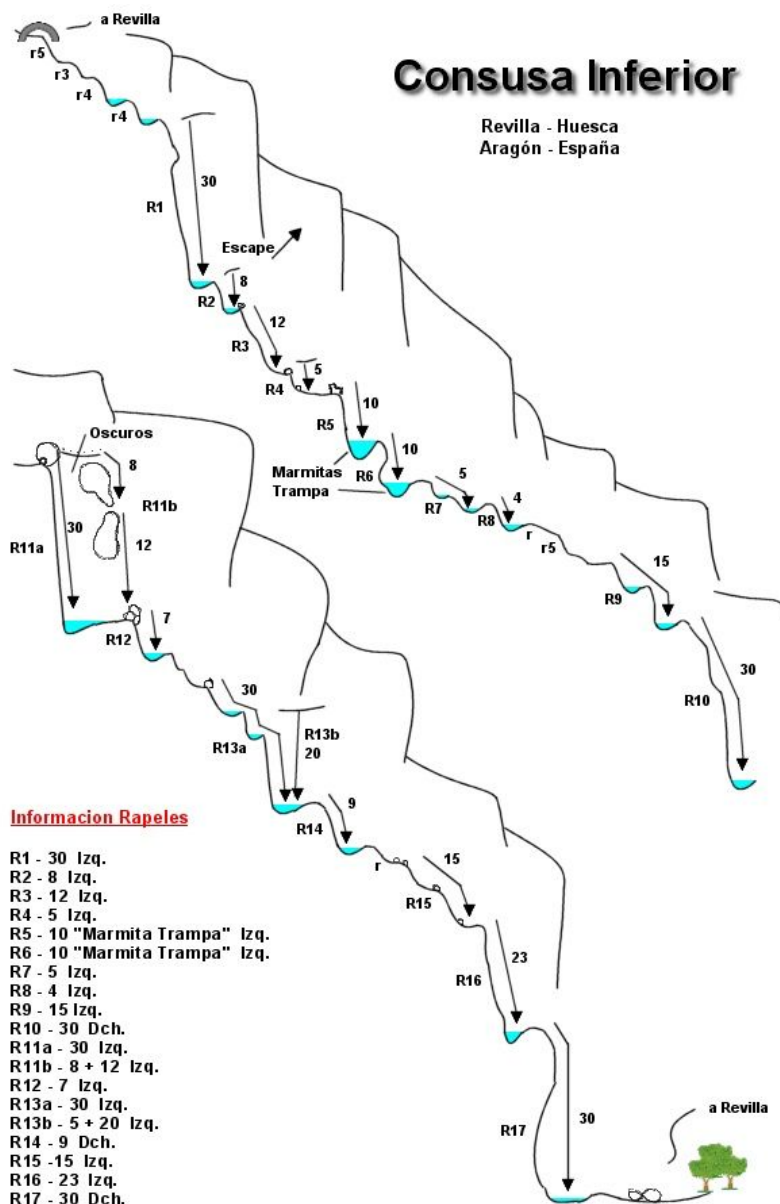 Consusa Inferior
Revilla - Huesca
Aragón - España
a Revilla
r5
r3
r4
r4
30
R1
Escape
8
R2
12
R3
5
R4
10
R5
10
R6
Marmitas
Trampa
5
R7
4
R8
r
r5
15
R9
30
R10
Oscuros
8
R11b
30
12
R11a
7
R12
30
R13a
R13b
20
9
R14
r
15
R15
23
R16
30
R17
a Revilla
Informacion Rapeles
R1 - 30 Izq.
R2 - 8 Izq.
R3 - 12 Izq.
R4 - 5 Izq.
R5 - 10 "Marmita Trampa" Izq.
R6 - 10 "Marmita Trampa" Izq.
R7 - 5 Izq.
R8 - 4 Izq.
R9 - 15 Izq.
R10 - 30 Dch.
R11a - 30 Izq.
R11b - 8 + 12 Izq.
R12 - 7 Izq.
R13a - 30 Izq.
R13b - 5 + 20 Izq.
R14 - 9 Dch.
R15 -15 Izq.
R16 - 23 Izq.
R17 - 30 Dch.